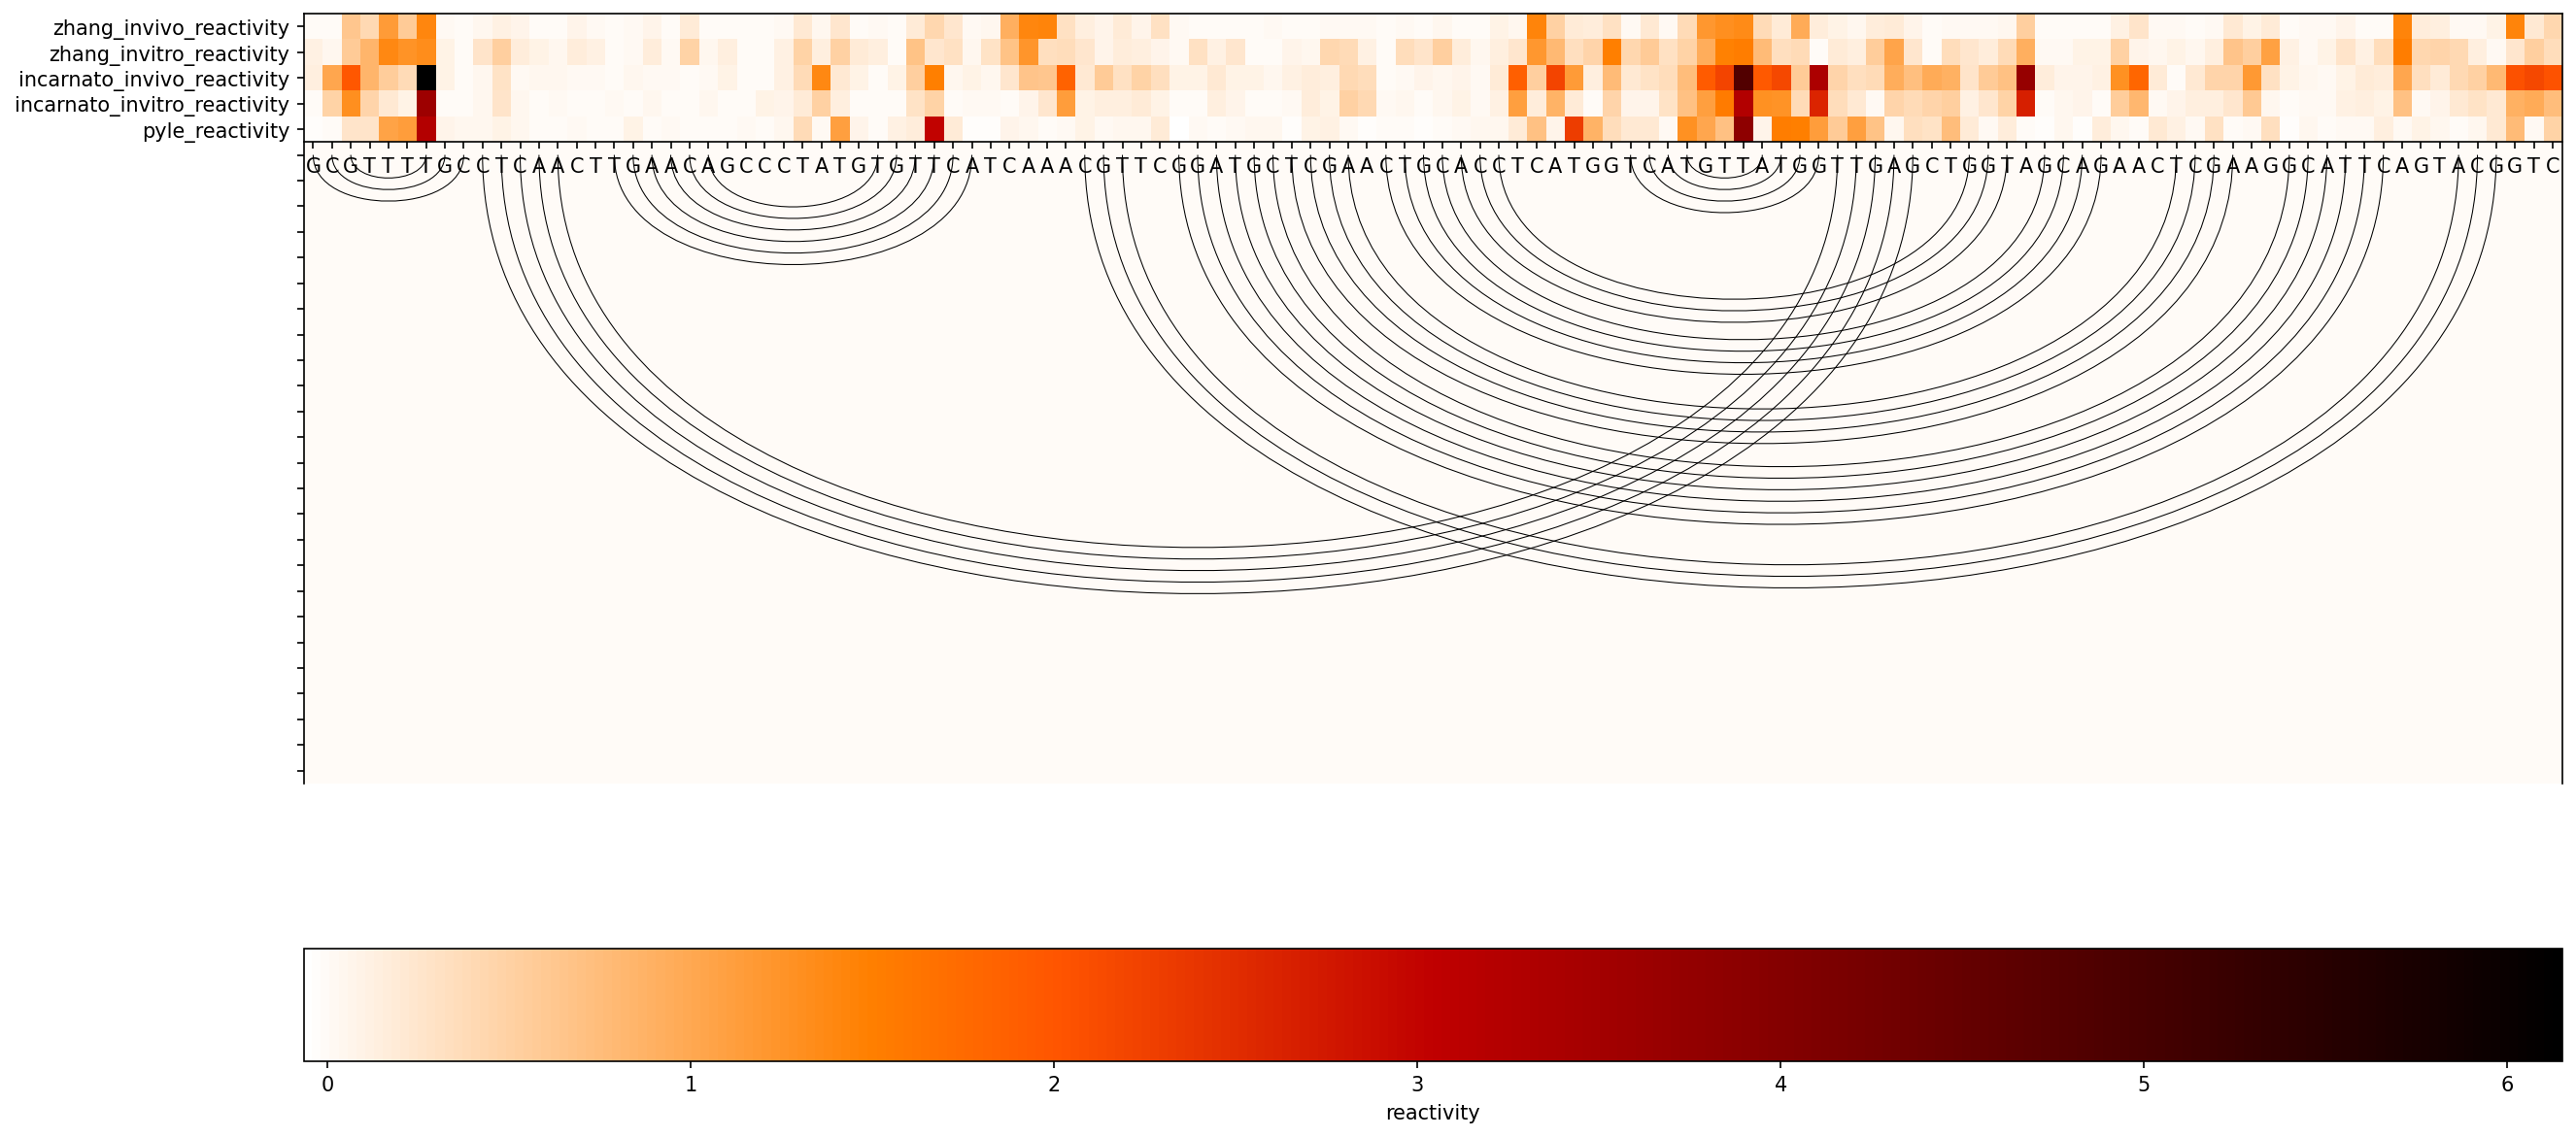 zhang_invivo_reactivity
zhang_invitro_reactivity
incarnato_invivo_reactivity
incarnato_invitro_reactivity
pyle_reactivity
GCGTTTTGCCTCAACTTGAACAGCCCTATGTGTTCATCAAACGTTCGGATGCTCGAACTGCACCTCATGGTCATGTTATGGTTGAGCTGGTAGCAGAACTCGAAGGCATTCAGTACGGTC
0 1 2 3 4 5 6
reactivity